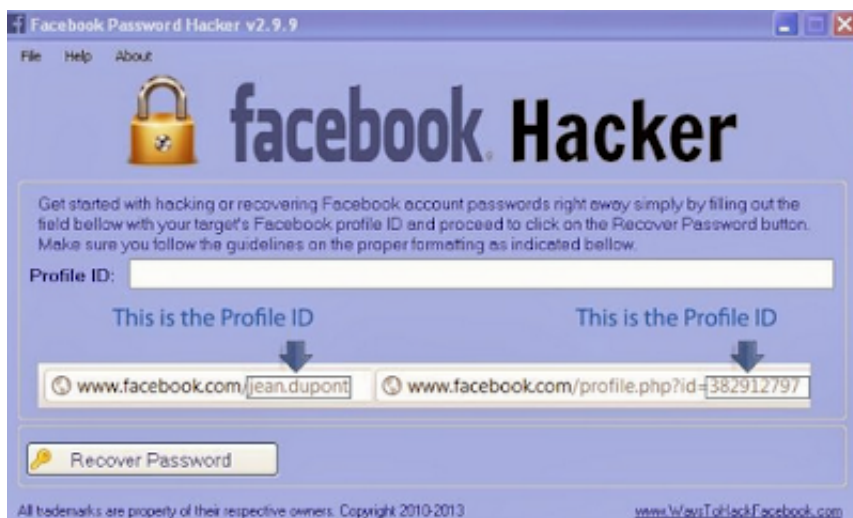 Facebook Password Hacker v2.9.9
File Help About
facebook Hacker
Get started with hacking or recovering Facebook account passwords right away simply by filling out the
field bellow with your target's Facebook profile ID and proceed to click on the Recover Password button.
Make sure you follow the guidelines on the proper formatting as indicated bellow.
Profile ID:
This is the Profile ID This is the Profile ID
www.facebook.com/jean.dupont www.facebook.com/profile.php?id=382912797
Recover Password
All trademarks are property of their respective owners. Copyright 2010-2013 www.WaysToHackFacebook.com